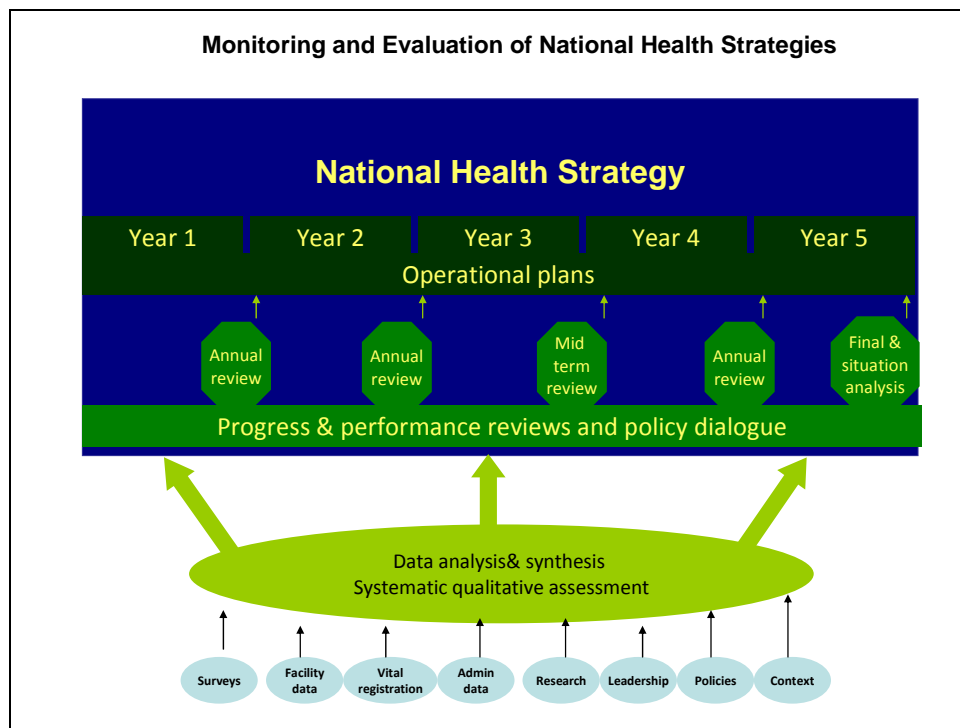 Monitoring and Evaluation of National Health Strategies
National Health Strategy
Year 1
Year 2
Year 3
Year 4
Year 5
Operational plans
Annual
review
Annual
review
Mid
term
review
Annual
review
Final &
situation
analysis
Progress & performance reviews and policy dialogue
Data analysis& synthesis
Systematic qualitative assessment
Surveys
Facility
data
Vital
registration
Admin
data
Research
Leadership
Policies
Context